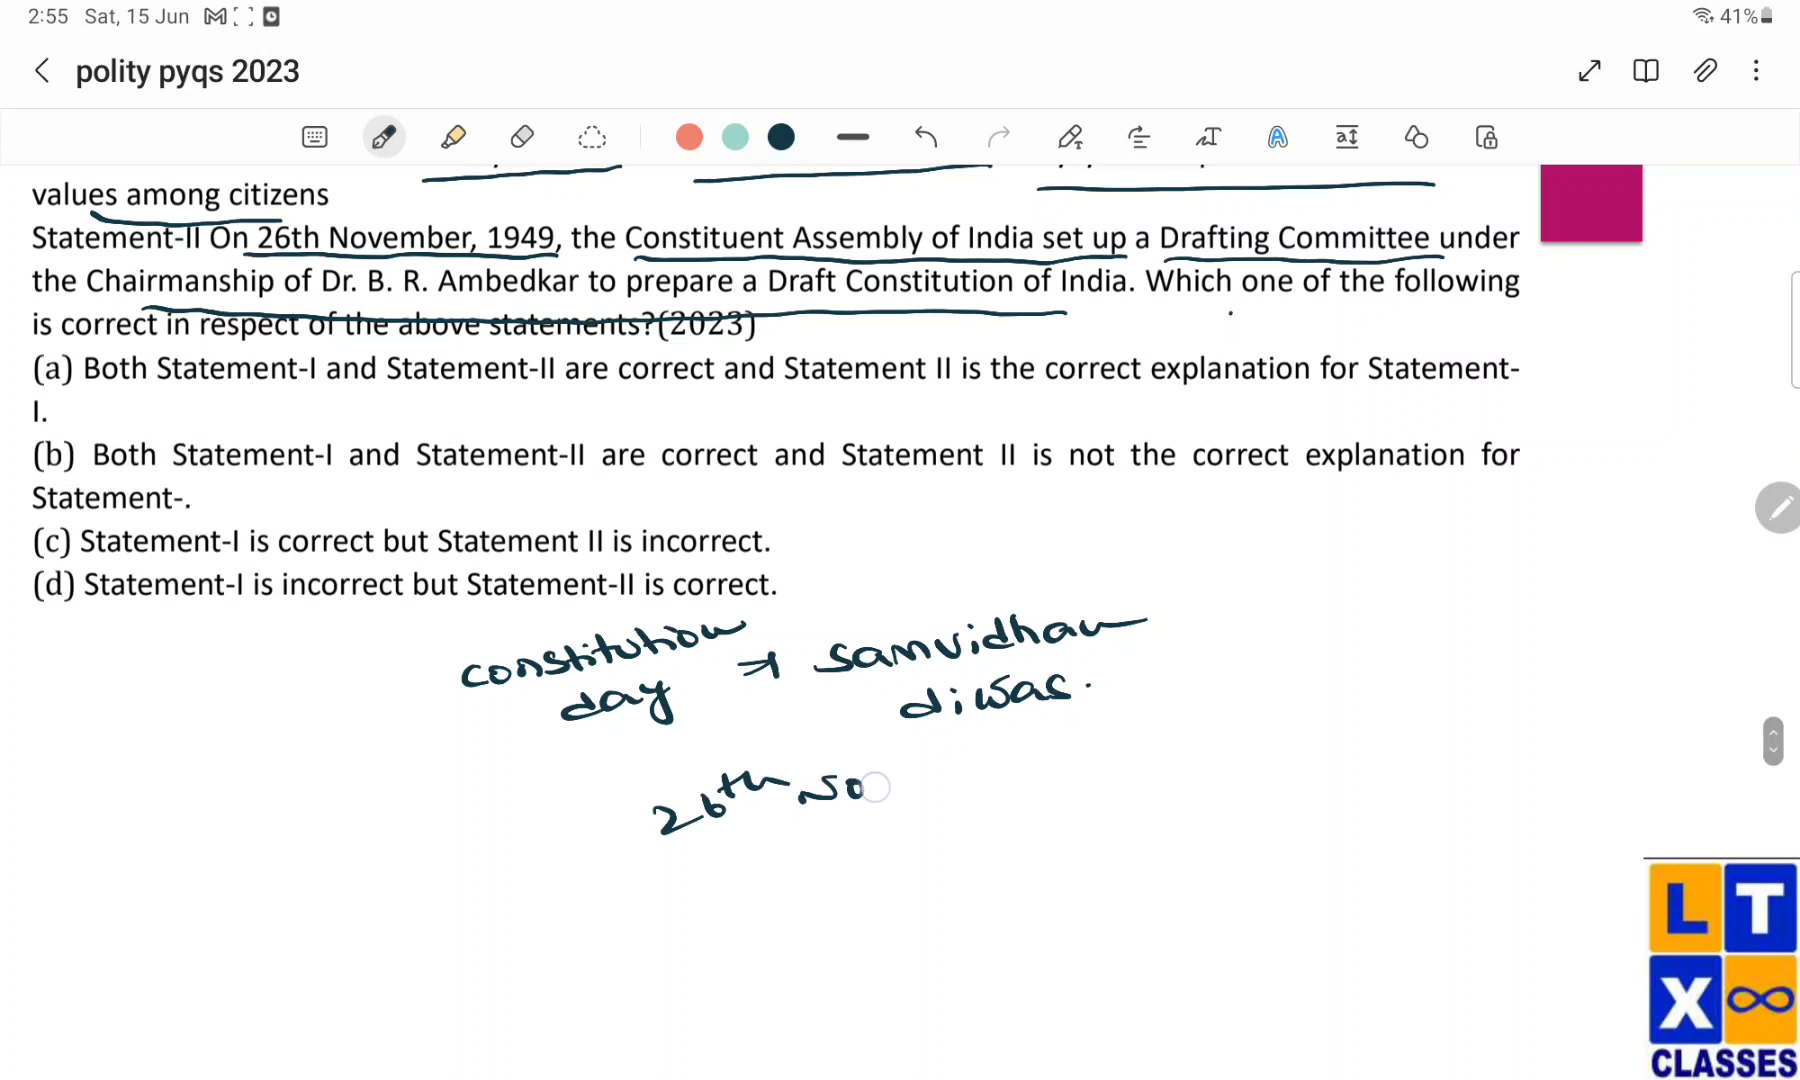 2:55 Sat, 15 Jun
41%
polity pyqs 2023
values among citizens
Statement-II On 26th November, 1949, the Constituent Assembly of India set up a Drafting Committee under
the Chairmanship of Dr. B. R. Ambedkar to prepare a Draft Constitution of India. Which one of the following
is correct in respect of the above statements?(2023)
(a) Both Statement-I and Statement-II are correct and Statement II is the correct explanation for Statement-
I.
(b) Both Statement-I and Statement-II are correct and Statement II is not the correct explanation for
Statement-.
(c) Statement-I is correct but Statement II is incorrect.
(d) Statement-I is incorrect but Statement-II is correct.
constitution → samvidhan
day diwas.
26th no
LT
X∞
CLASSES